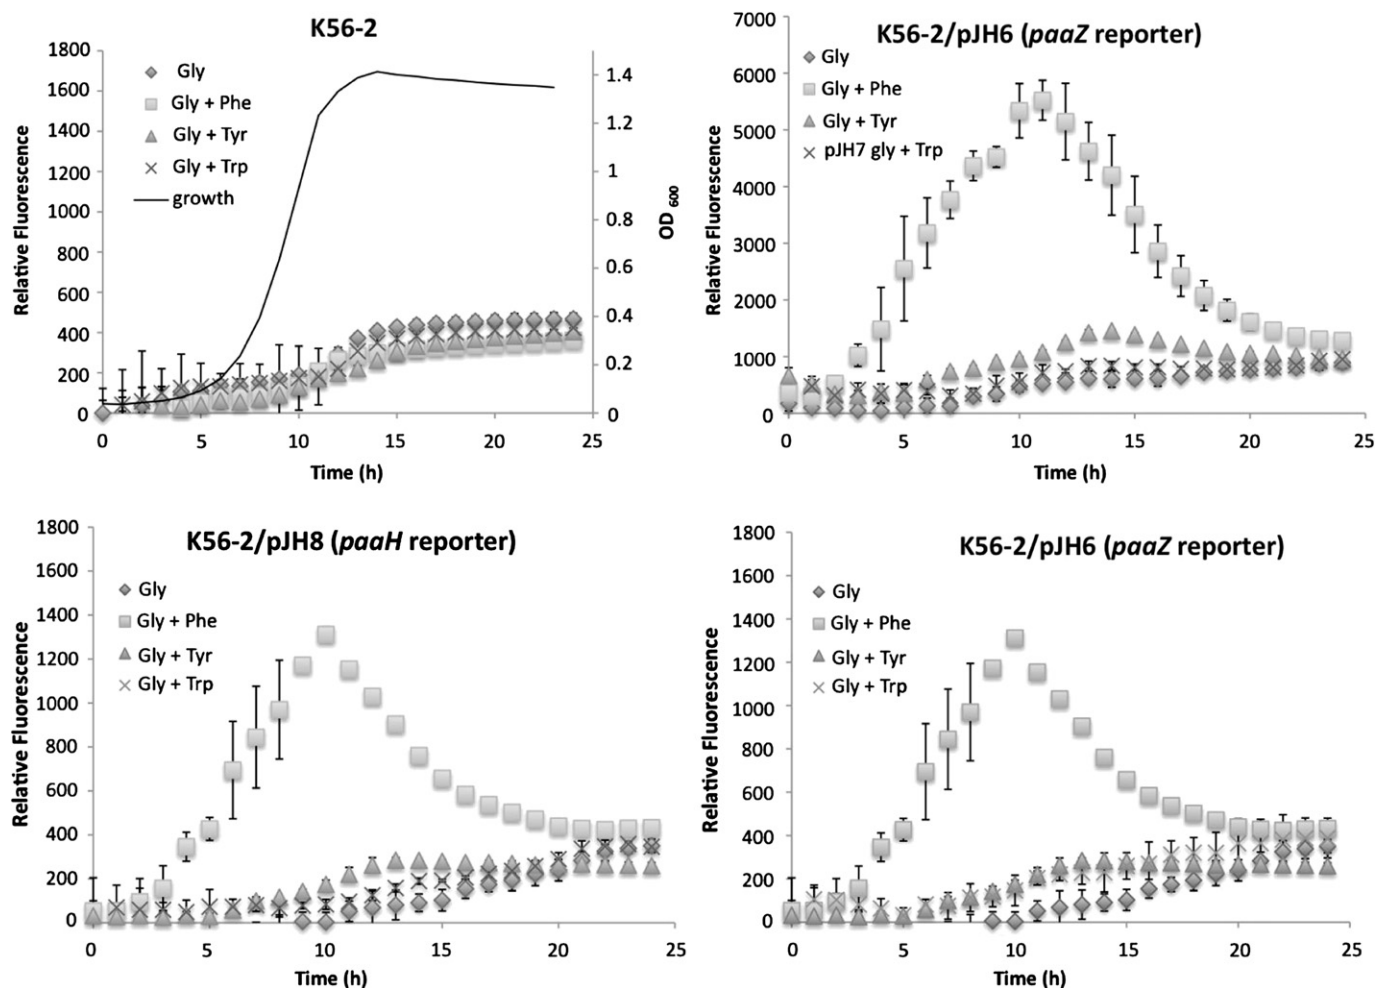 K56-2
1800
1600
1400
1200
1000
800
600
400
200
0
Relative Fluorescence
Gly
Gly + Phe
Gly + Tyr
Gly + Trp
growth
1.4
1.2
1
0.8
0.6
0.4
0.2
0
OD 600
0 5 10 15 20 25
Time (h)
K56-2/pJH6 (paaZ reporter)
7000
6000
5000
4000
3000
2000
1000
0
Relative Fluorescence
Gly
Gly + Phe
Gly + Tyr
pJH7 gly + Trp
0 5 10 15 20 25
Time (h)
K56-2/pJH8 (paaH reporter)
1800
1600
1400
1200
1000
800
600
400
200
0
Relative Fluorescence
Gly
Gly + Phe
Gly + Tyr
Gly + Trp
0 5 10 15 20 25
Time (h)
K56-2/pJH6 (paaZ reporter)
1800
1600
1400
1200
1000
800
600
400
200
0
Relative Fluorescence
Gly
Gly + Phe
Gly + Tyr
Gly + Trp
0 5 10 15 20 25
Time (h)